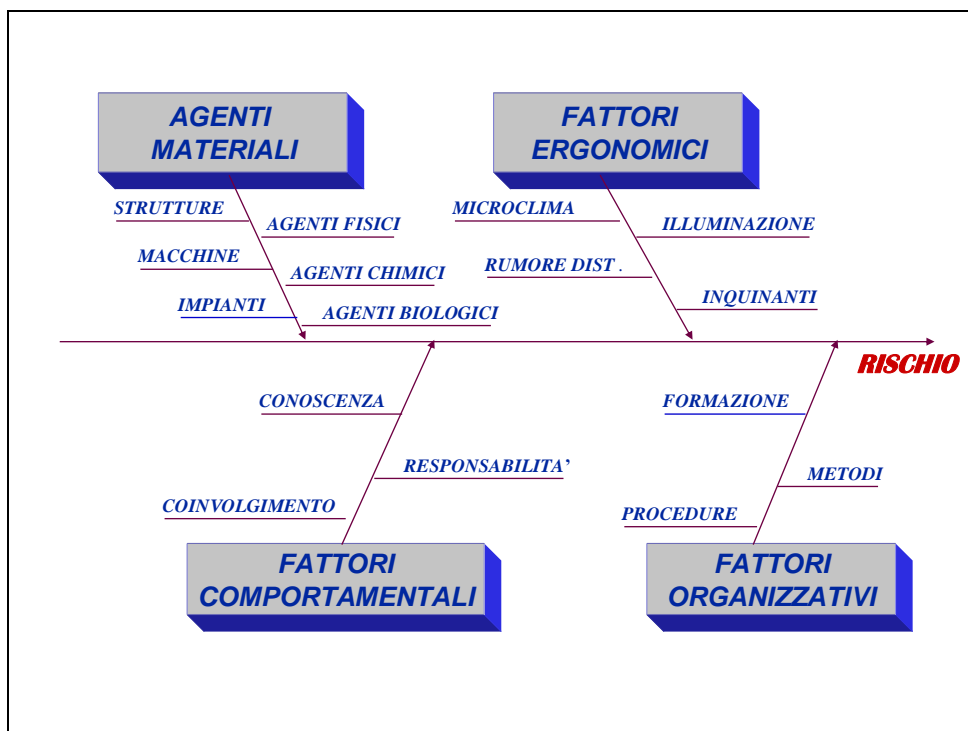 AGENTI
MATERIALI
FATTORI
ERGONOMICI
STRUTTURE
AGENTI FISICI
MACCHINE
AGENTI CHIMICI
IMPIANTI
AGENTI BIOLOGICI
MICROCLIMA
ILLUMINAZIONE
RUMORE DIST .
INQUINANTI
RISCHIO
CONOSCENZA
RESPONSABILITA’
COINVOLGIMENTO
FORMAZIONE
METODI
PROCEDURE
FATTORI
COMPORTAMENTALI
FATTORI
ORGANIZZATIVI